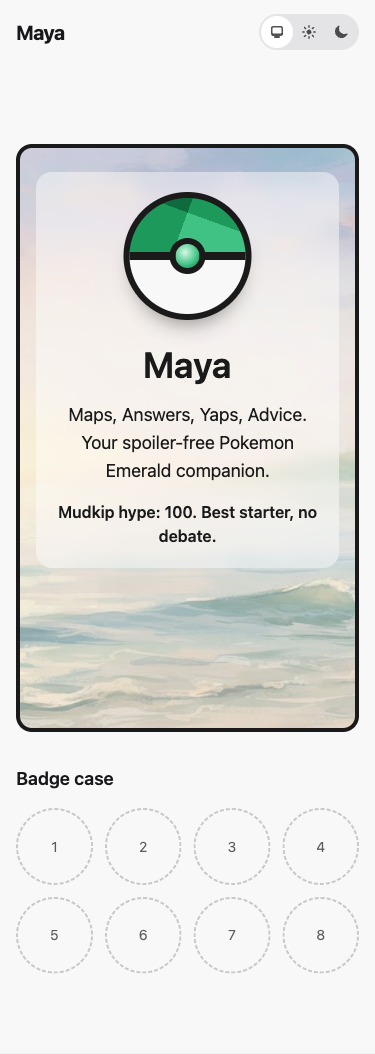 Maya
Maya
Maps, Answers, Yaps, Advice.
Your spoiler-free Pokemon
Emerald companion.
Mudkip hype: 100. Best starter, no
debate.
Badge case
1
2
3
4
5
6
7
8